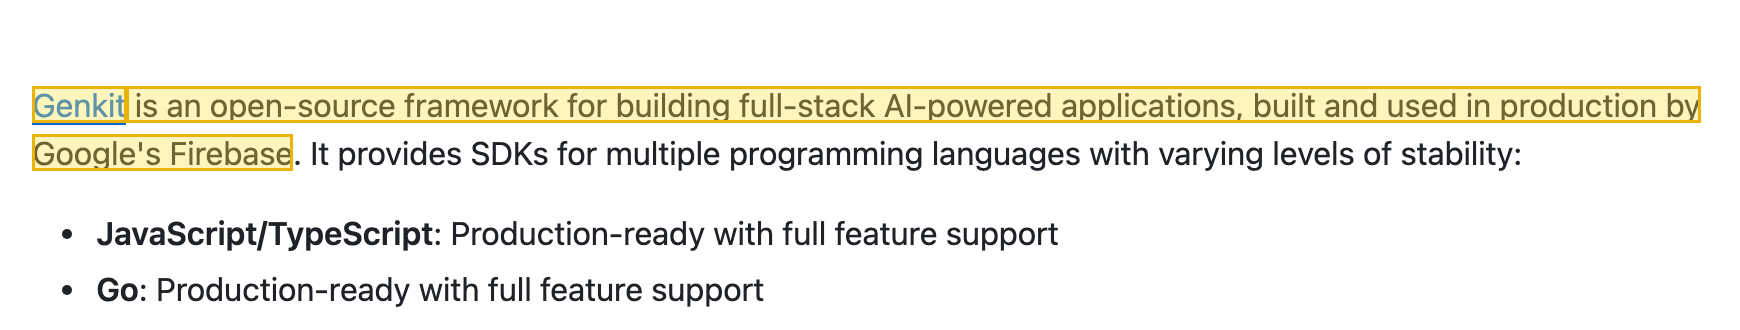 Genkit is an open-source framework for building full-stack AI-powered applications, built and used in production by
Google's Firebase. It provides SDKs for multiple programming languages with varying levels of stability:
• JavaScript/TypeScript: Production-ready with full feature support
• Go: Production-ready with full feature support